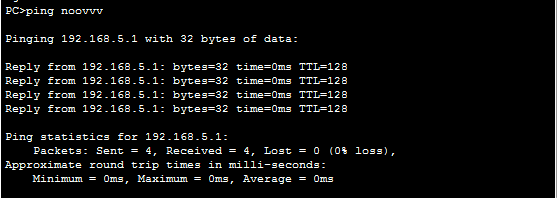 PC>ping noovvv
Pinging 192.168.5.1 with 32 bytes of data:
Reply from 192.168.5.1: bytes=32 time=0ms TTL=128
Reply from 192.168.5.1: bytes=32 time=0ms TTL=128
Reply from 192.168.5.1: bytes=32 time=0ms TTL=128
Reply from 192.168.5.1: bytes=32 time=0ms TTL=128
Ping statistics for 192.168.5.1:
Packets: Sent = 4, Received = 4, Lost = 0 (0% loss),
Approximate round trip times in milli-seconds:
Minimum = 0ms, Maximum = 0ms, Average = 0ms